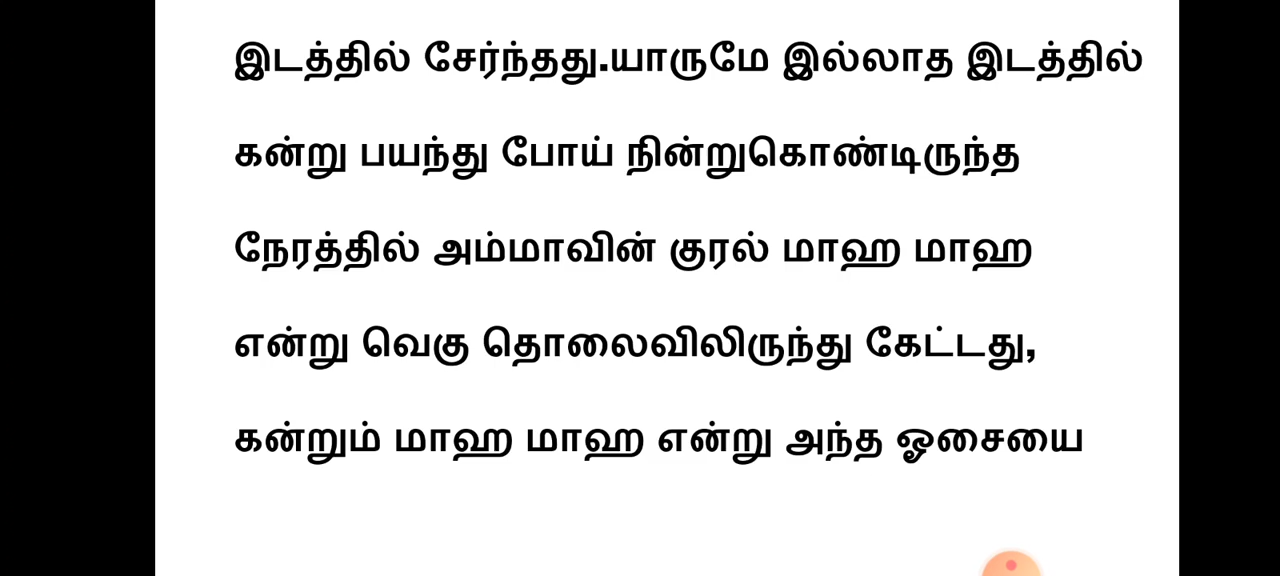 இடத்தில் சேர்ந்தது.யாருமே இல்லாத இடத்தில்
கன்று பயந்து போய் நின்றுகொண்டிருந்த
நேரத்தில் அம்மாவின் குரல் மாஹ மாஹ
என்று வெகு தொலைவிலிருந்து கேட்டது,
கன்றும் மாஹ மாஹ என்று அந்த ஓசையை